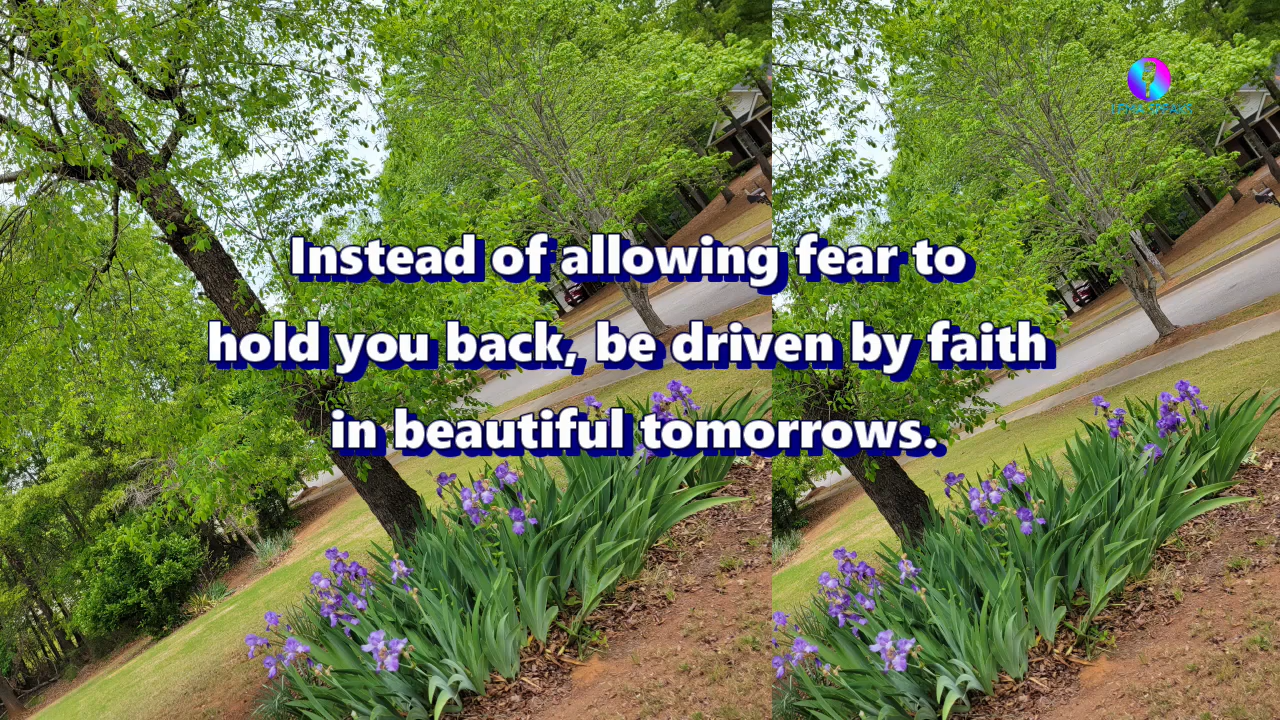 Instead of allowing fear to
hold you back, be driven by faith
in beautiful tomorrows.